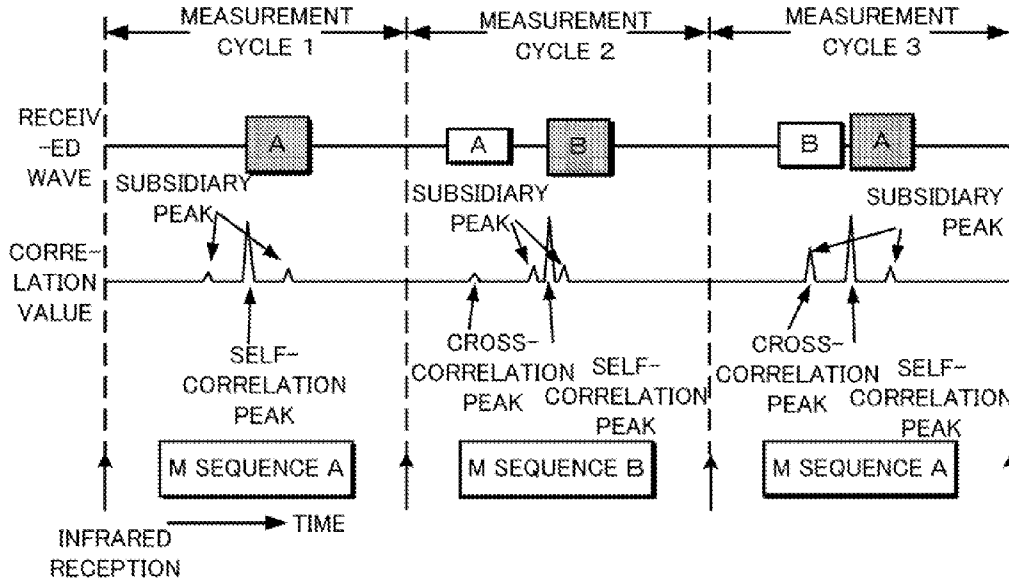 MEASUREMENT
CYCLE 1
MEASUREMENT
CYCLE 2
MEASUREMENT
CYCLE 3
RECEIV
-ED
WAVE
A
A
B
B
A
SUBSIDIARY
PEAK
SUBSIDIARY
PEAK
SUBSIDIARY
PEAK
CORRE-
LATION
VALUE
SELF-
CORRELATION
PEAK
CROSS-
CORRELATION
PEAK
SELF-
CORRELATION
PEAK
CROSS-
CORRELATION
PEAK
SELF-
CORRELATION
PEAK
M SEQUENCE A
M SEQUENCE B
M SEQUENCE A
INFRARED
RECEPTION
TIME